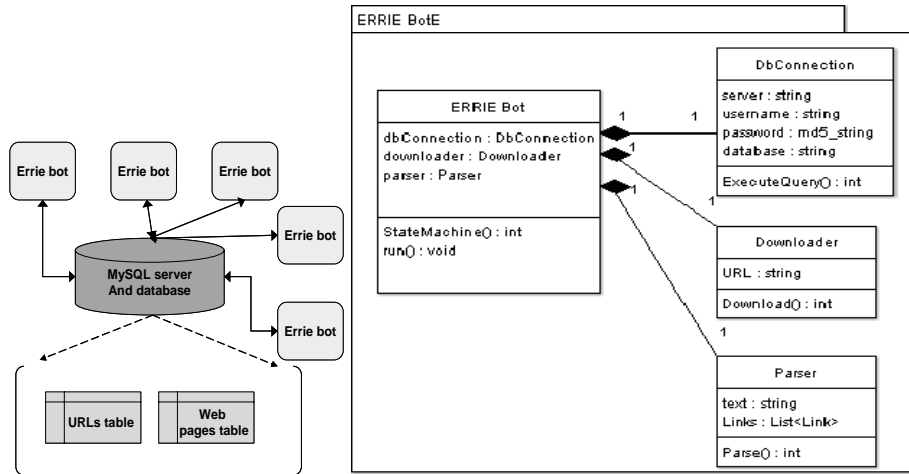 Errie bot
Errie bot
Errie bot
Errie bot
MySQL server
And database
Errie bot
URLs table
Web
pages table
ERRIE BotE
ERRIE Bot
dbConnection : DbConnection
downloader : Downloader
parser : Parser
StateMachine() : int
run() : void
1
1
1
1
1
1
DbConnection
server : string
username : string
password : md5_string
database : string
ExecuteQuery() : int
Downloader
URL : string
Download() : int
Parser
text : string
Links : List<Link>
Parse() : int